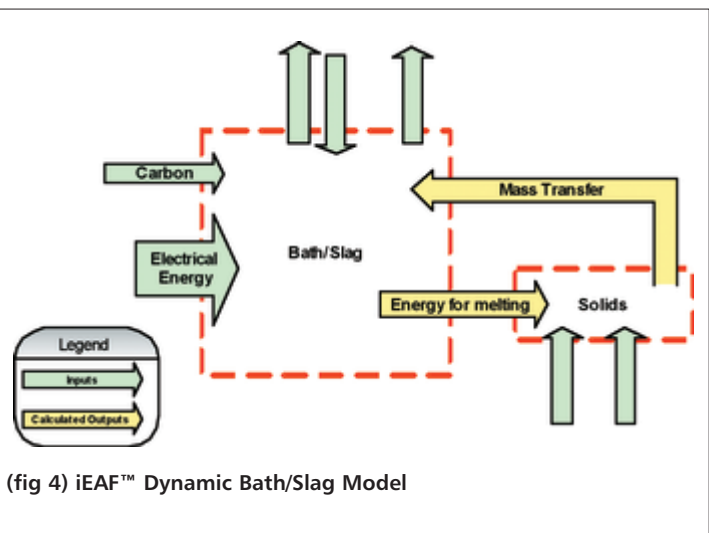 Carbon
Mass Transfer
Electrical
Energy
Bath/Slag
Energy for melting
Solids
Legend
Inputs
Calculated Outputs
(fig 4) iEAF™ Dynamic Bath/Slag Model